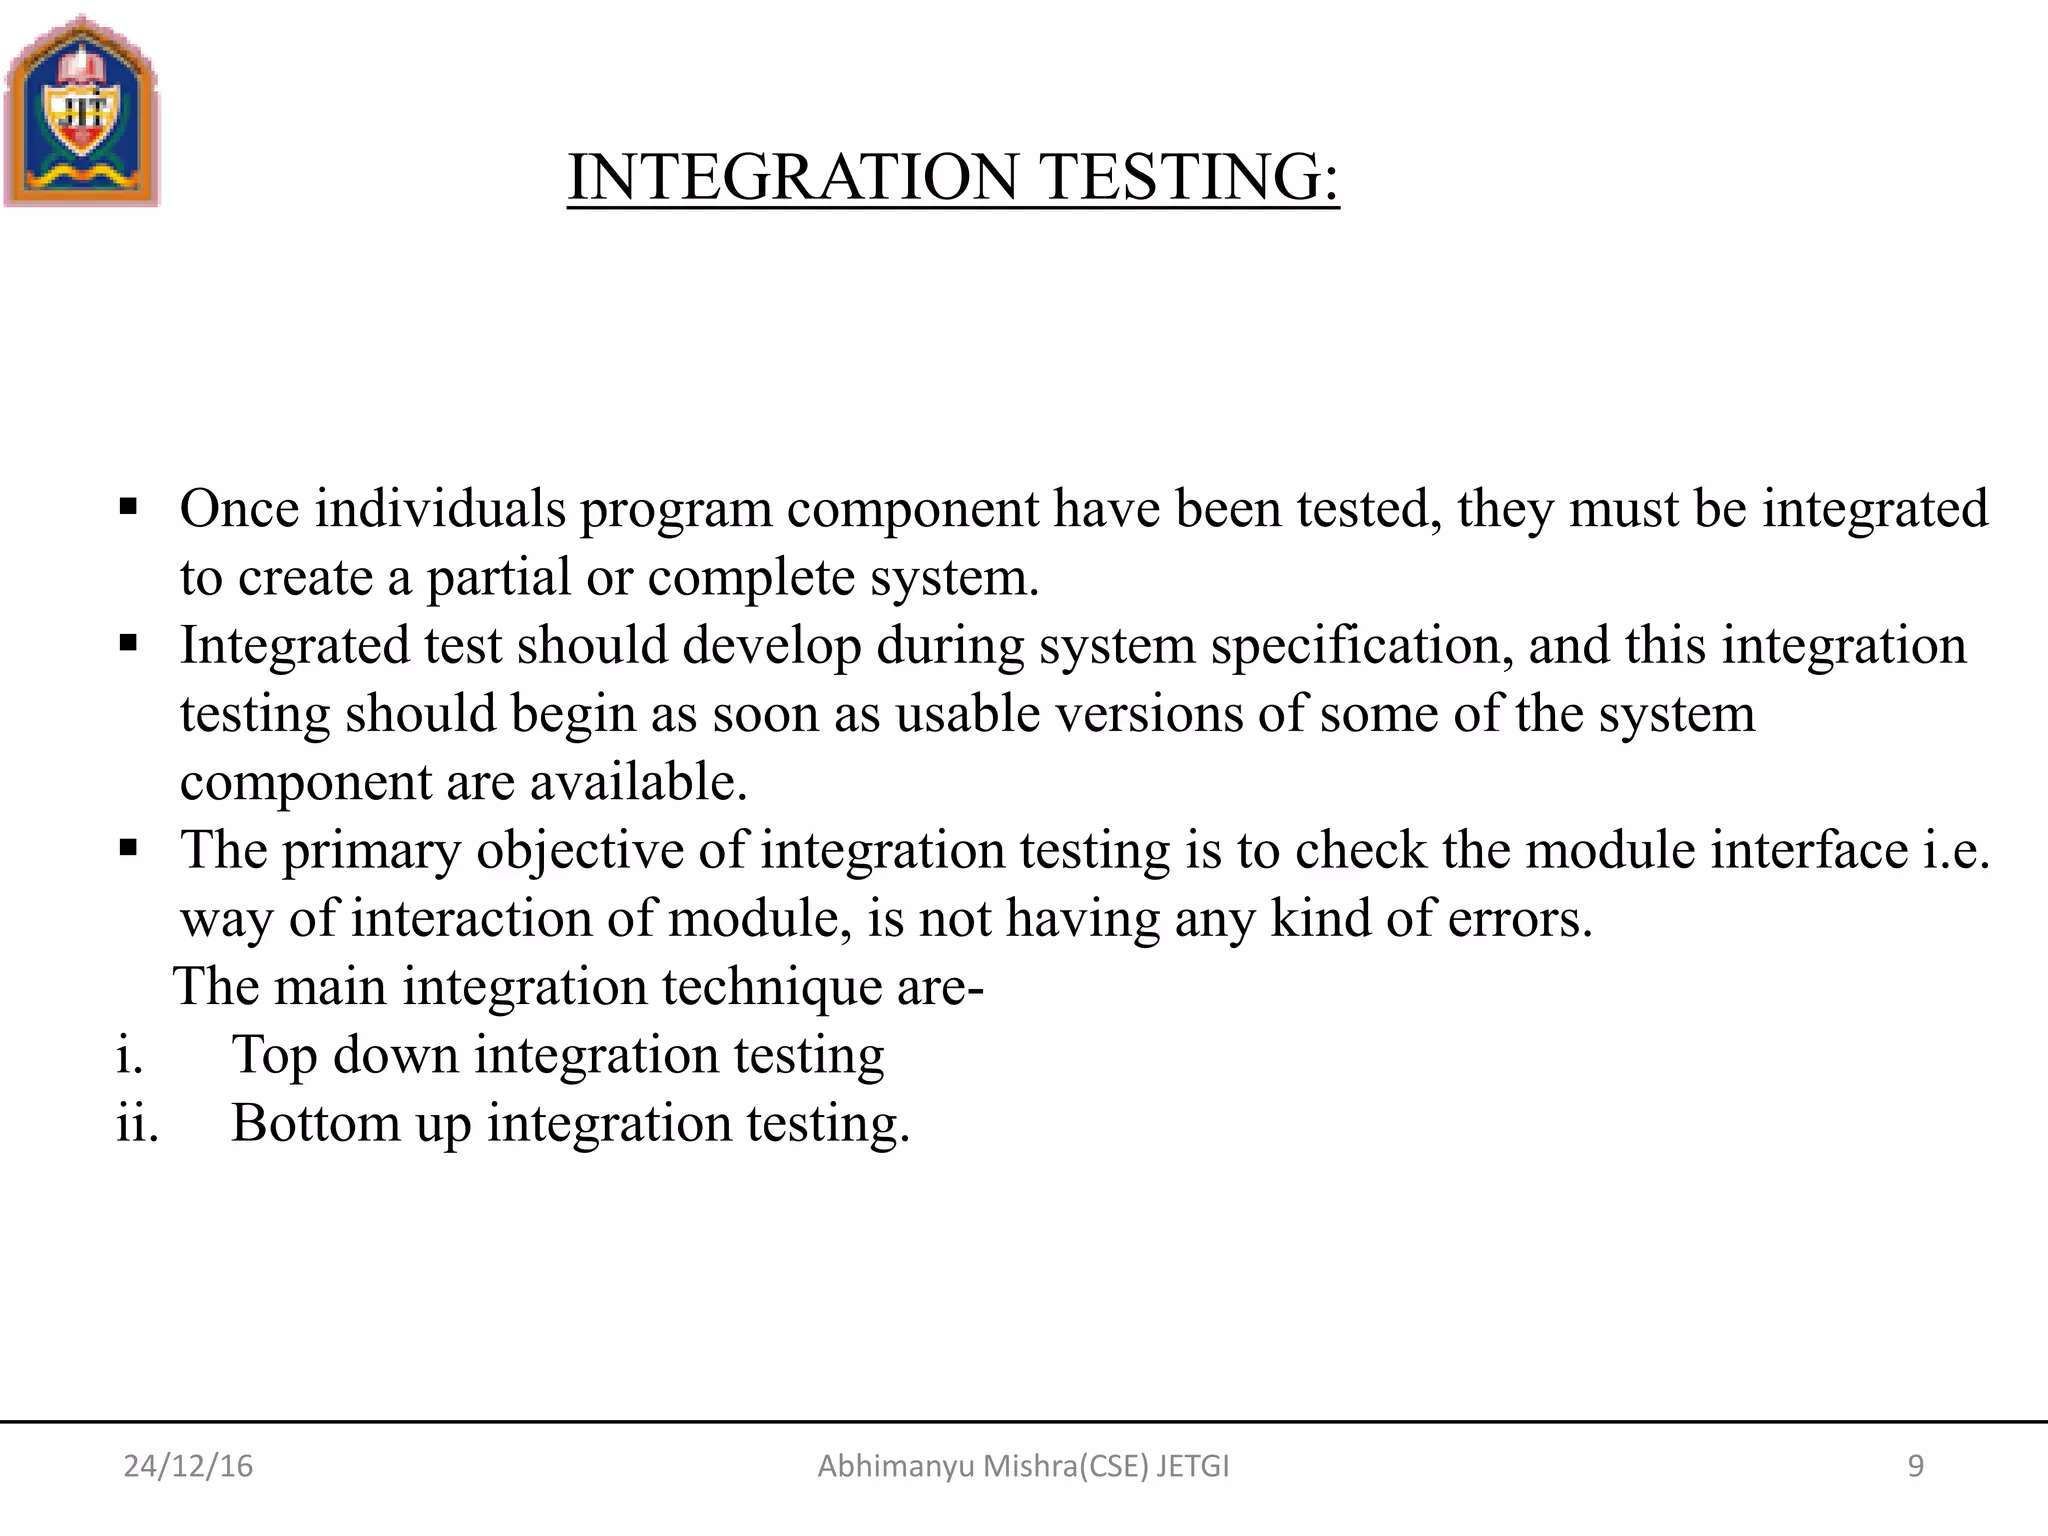 JIT
INTEGRATION TESTING:
▪ Once individuals program component have been tested, they must be integrated
to create a partial or complete system.
▪ Integrated test should develop during system specification, and this integration
testing should begin as soon as usable versions of some of the system
component are available.
▪ The primary objective of integration testing is to check the module interface i.e.
way of interaction of module, is not having any kind of errors.
The main integration technique are-
i. Top down integration testing
ii. Bottom up integration testing.
24/12/16 Abhimanyu Mishra(CSE) JETGI 9